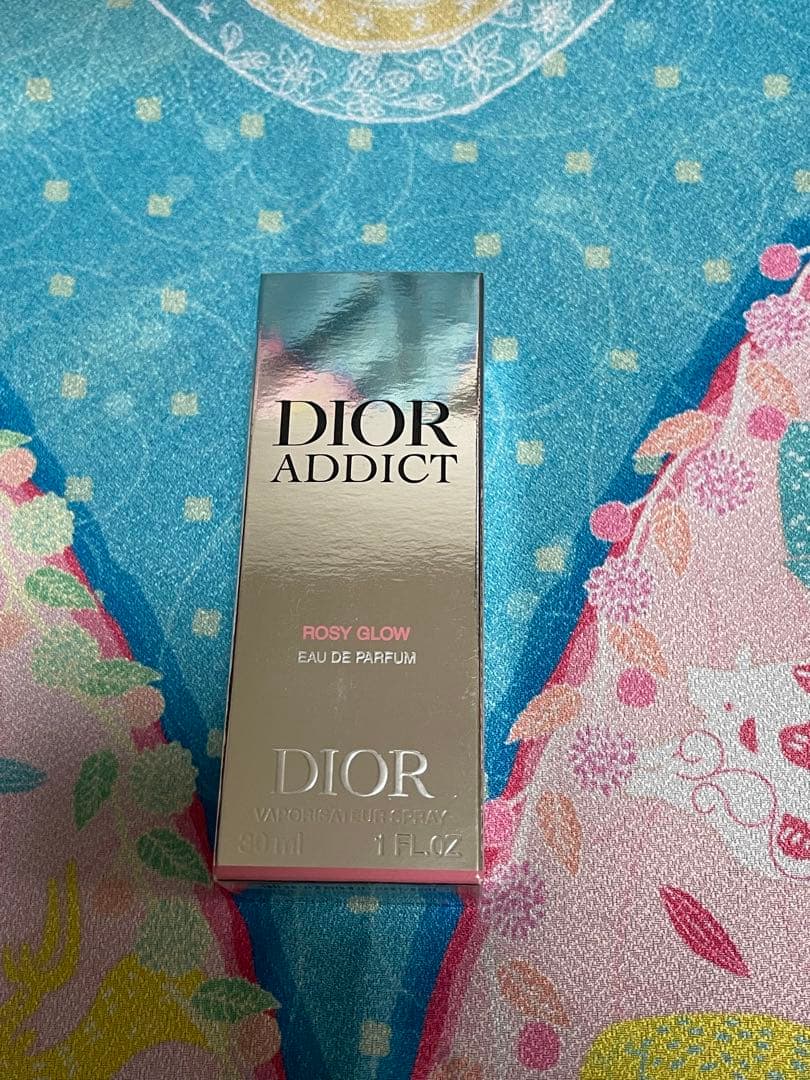 DIOR
ADDICT
ROSY GLOW
EAU DE PARFUM
DIOR
VAPORISATEUR SPRAY
30 ml 1 FL.OZ